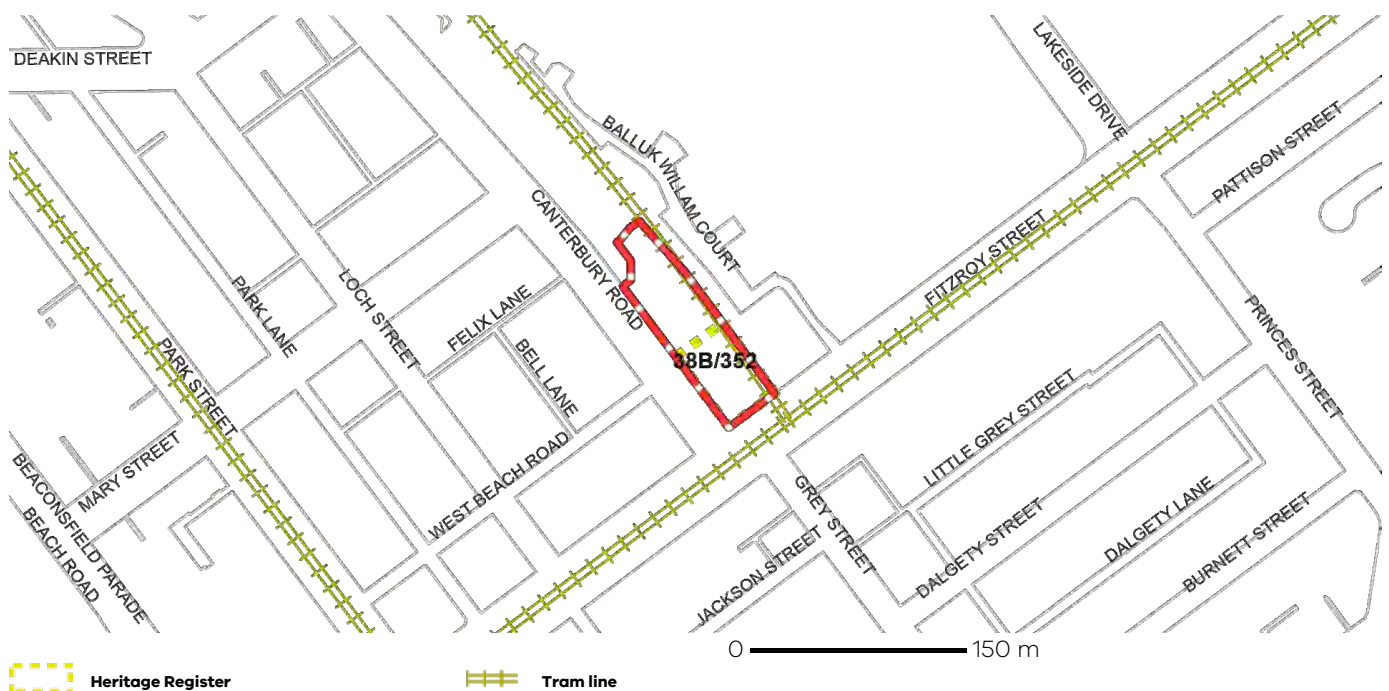 DEAKIN STREET
LAKESIDE DRIVE
PATTISON STREET
BALLUK WILLAM COURT
CANTERBURY ROAD
FITZROY STREET
PARK LANE
LOCH STREET
FELIX LANE
BELL LANE
PRINCES STREET
38B/352
PARK STREET
LITTLE GREY STREET
MARY STREET
WEST BEACH ROAD
BEACONSFIELD PARADE
BEACH ROAD
GREY STREET
JACKSON STREET
DALGETY STREET
DALGETY LANE
BURNETT STREET
0 150 m
Heritage Register
Tram line